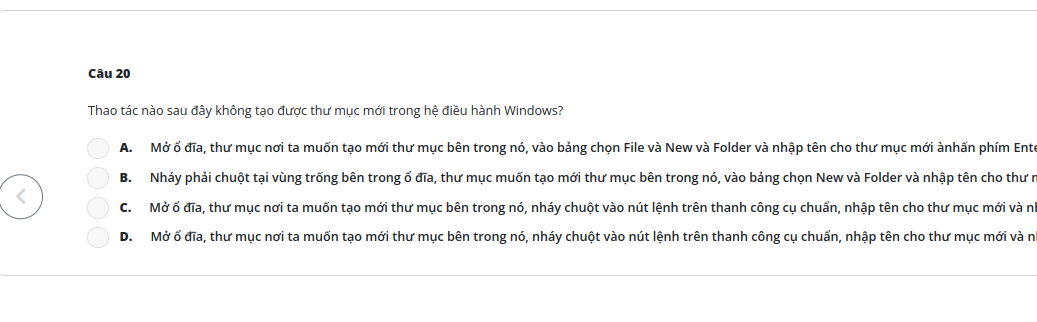 Câu 20
Thao tác nào sau đây không tạo được thư mục mới trong hệ điều hành Windows?
A. Mở ổ đĩa, thư mục nơi ta muốn tạo mới thư mục bên trong nó, vào bảng chọn File và New và Folder và nhập tên cho thư mục mới ànhấn phím Ente
B. Nháy phải chuột tại vùng trống bên trong ổ đĩa, thư mục muốn tạo mới thư mục bên trong nó, vào bảng chọn New và Folder và nhập tên cho thư
C. Mở ổ đĩa, thư mục nơi ta muốn tạo mới thư mục bên trong nó, nháy chuột vào nút lệnh trên thanh công cụ chuẩn, nhập tên cho thư mục mới và
D. Mở ổ đĩa, thư mục nơi ta muốn tạo mới thư mục bên trong nó, nháy chuột vào nút lệnh trên thanh công cụ chuẩn, nhập tên cho thư mục mới và